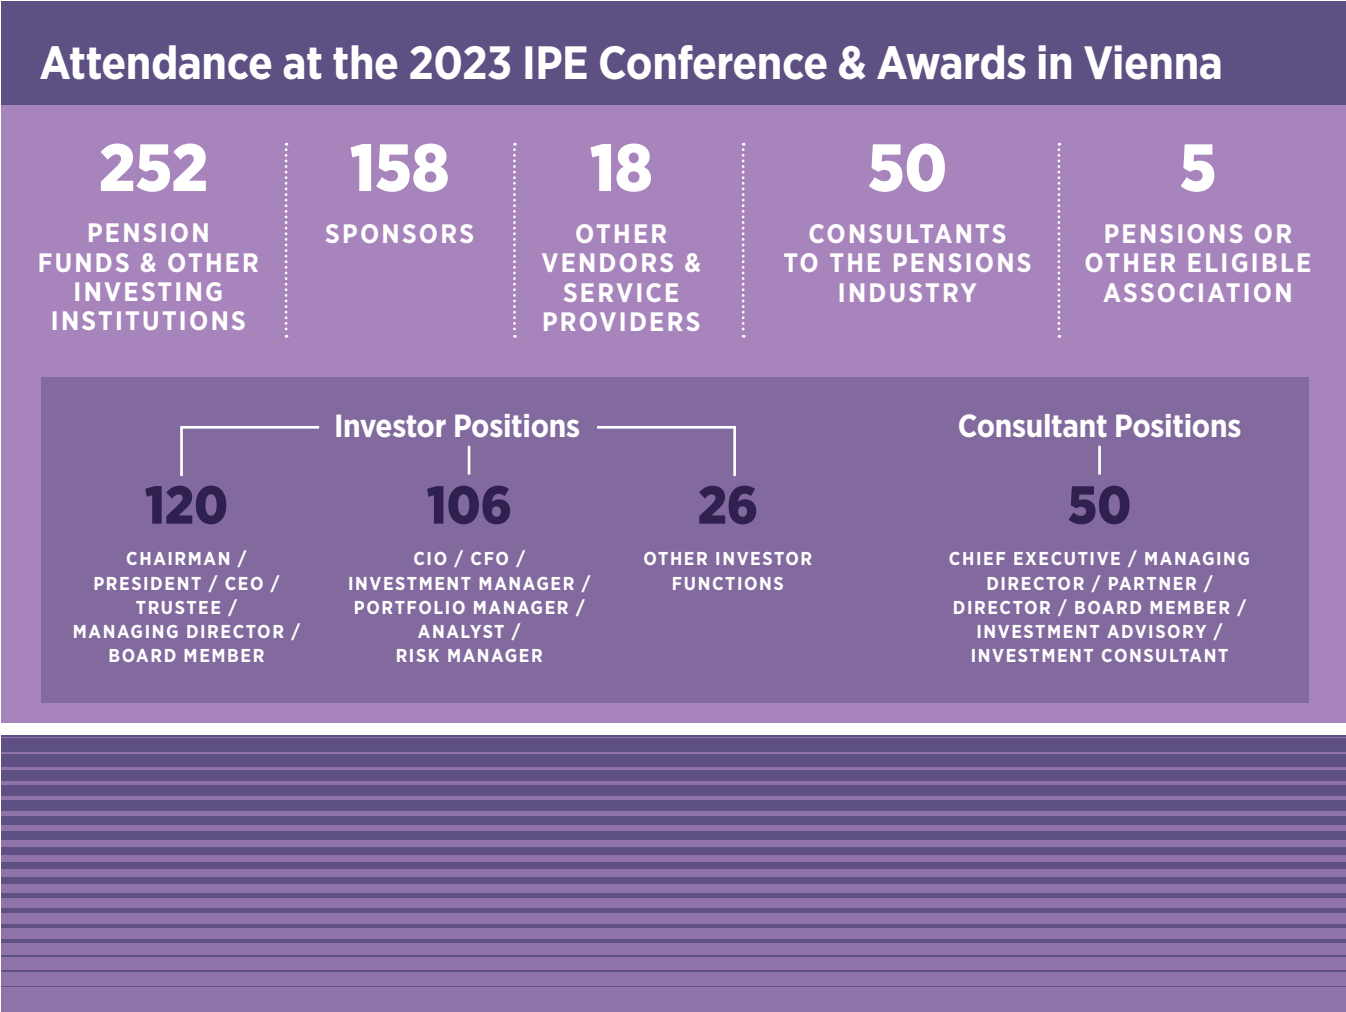 Attendance at the 2023 IPE Conference & Awards in Vienna
252
PENSION
FUNDS & OTHER
INVESTING
INSTITUTIONS
158
SPONSORS
18
OTHER
VENDORS &
SERVICE
PROVIDERS
50
CONSULTANTS
TO THE PENSIONS
INDUSTRY
5
PENSIONS OR
OTHER ELIGIBLE
ASSOCIATION
Investor Positions
120
CHAIRMAN /
PRESIDENT / CEO /
TRUSTEE /
MANAGING DIRECTOR /
BOARD MEMBER
106
CIO / CFO /
INVESTMENT MANAGER /
PORTFOLIO MANAGER /
ANALYST /
RISK MANAGER
26
OTHER INVESTOR
FUNCTIONS
Consultant Positions
50
CHIEF EXECUTIVE / MANAGING
DIRECTOR / PARTNER /
DIRECTOR / BOARD MEMBER /
INVESTMENT ADVISORY /
INVESTMENT CONSULTANT